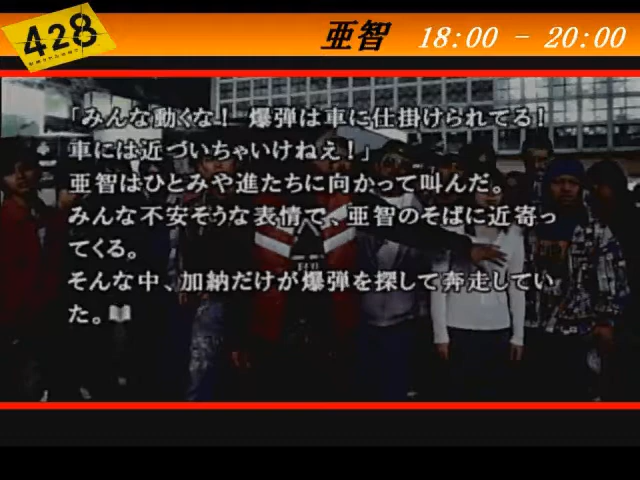 428
亜智 18:00 - 20:00
「みんな動くな！ 爆弾は車に仕掛けられてる！
車には近づいちゃいけねえ！」
亜智はひとみや進たちに向かって叫んだ。
みんな不安そうな表情で、亜智のそばに近寄っ
てくる。
そんな中、加納だけが爆弾を探して奔走してい
た。